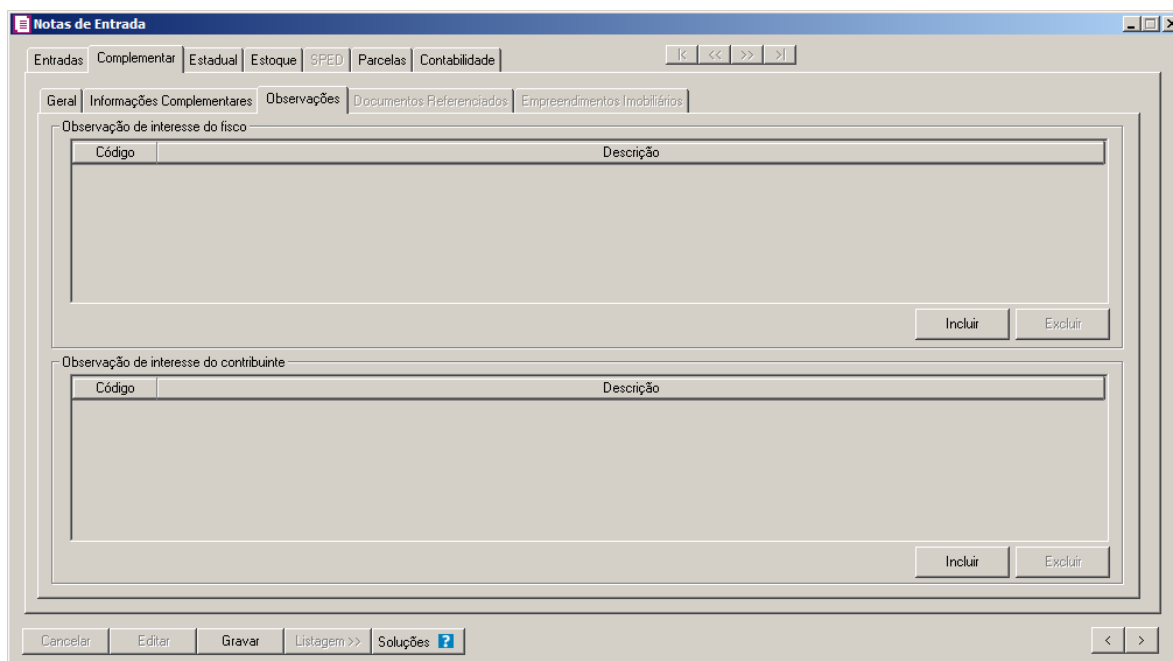 Notas de Entrada
Entradas Complementar Estadual Estoque SPED Parcelas Contabilidade |< << >> >|
Geral Informações Complementares Observações Documentos Referenciados Empreendimentos Imobiliários
Observação de interesse do fisco
Código Descrição
Incluir Excluir
Observação de interesse do contribuinte
Código Descrição
Incluir Excluir
Cancelar Editar Gravar Listagem >> Soluções ? < >